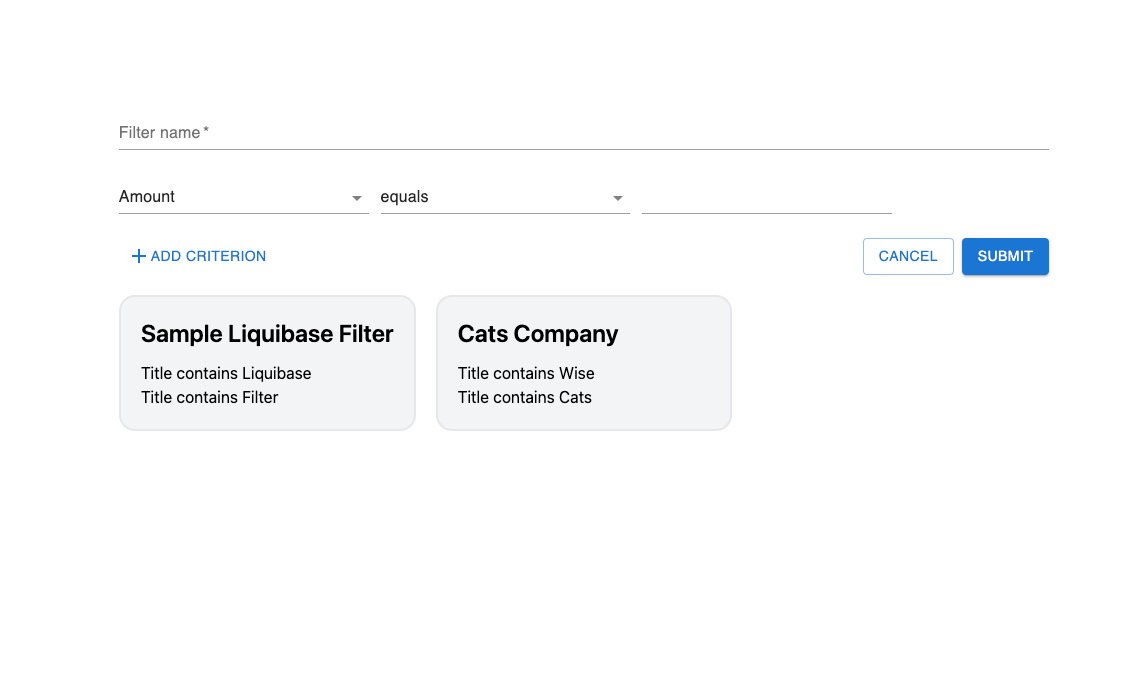 Filter name *
Amount equals
ADD CRITERION CANCEL SUBMIT
Sample Liquibase Filter
Title contains Liquibase
Title contains Filter
Cats Company
Title contains Wise
Title contains Cats